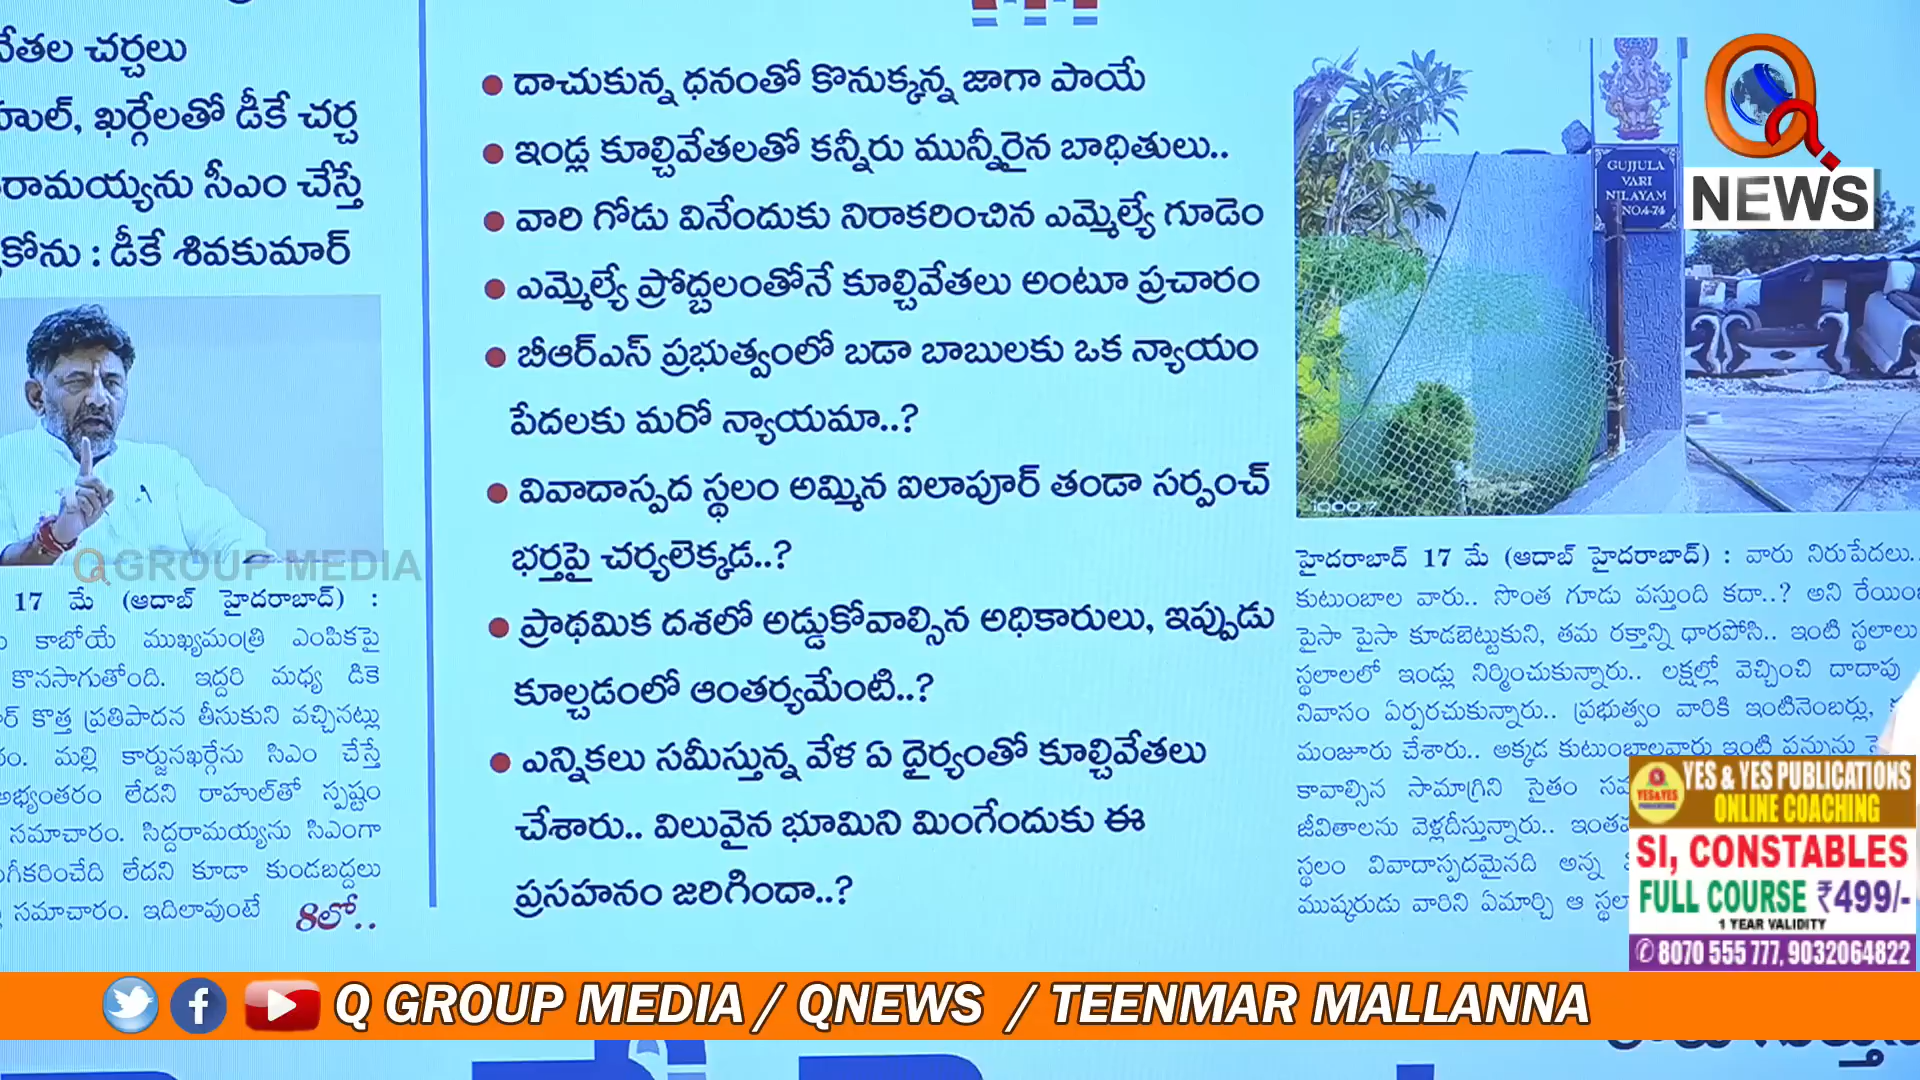 నేతల చర్చలు
ఖర్గేలతో డీకే చర్చ
సీఎం చేస్తే
డీకే శివకుమార్
17 మే (ఆదాబ్ హైదరాబాద్) :
కాబోయే ముఖ్యమంత్రి ఎంపికపై
కొనసాగుతోంది. ఇద్దరి మధ్య డికె
కొత్త ప్రతిపాదన తీసుకుని వచ్చినట్లు
మల్లి కార్జునఖర్గేను సిఎం చేస్తే
అభ్యంతరం లేదని రాహుల్‌తో స్పష్టం
సమాచారం. సిద్దరామయ్యను సిఎంగా
లేదని కూడా కుండబద్దలు
సమాచారం. ఇదిలావుంటే 8లో..
• దాచుకున్న ధనంతో కొనుక్కన్న జాగా పాయే
• ఇండ్ల కూల్చివేతలతో కన్నీరు మున్నీరైన బాధితులు..
• వారి గోడు వినేందుకు నిరాకరించిన ఎమ్మెల్యే గూడెం
• ఎమ్మెల్యే ప్రోద్బలంతోనే కూల్చివేతలు అంటూ ప్రచారం
• బీఆర్ఎస్ ప్రభుత్వంలో బడా బాబులకు ఒక న్యాయం
పేదలకు మరో న్యాయమా..?
• వివాదాస్పద స్థలం అమ్మిన ఐలాపూర్ తండా సర్పంచ్
భర్తపై చర్యలెక్కడ..?
• ప్రాథమిక దశలో అడ్డుకోవాల్సిన అధికారులు, ఇప్పుడు
కూల్చడంలో ఆంతర్యమేంటి..?
• ఎన్నికలు సమీస్తున్న వేళ ఏ ధైర్యంతో కూల్చివేతలు
చేశారు.. విలువైన భూమిని మింగేందుకు ఈ
ప్రసహనం జరిగిందా..?
GUJJULA
VARI
NILAYAM
NO.4-74
హైదరాబాద్ 17 మే (ఆదాబ్ హైదరాబాద్) : వారు నిరుపేదలు..
కుటుంబాల వారు.. సొంత గూడు వస్తుంది కదా..? అని
పైసా పైసా కూడబెట్టుకుని, తమ రక్తాన్ని ధారపోసి.. ఇంటి స్థలాలు
స్థలాలలో ఇండ్లు నిర్మించుకున్నారు.. లక్షల్లో వెచ్చించి దాదాపు
నివాసం ఏర్పరచుకున్నారు.. ప్రభుత్వం వారికి ఇంటినెంబర్లు,
మంజూరు చేశారు.. అక్కడ కుటుంబాలవారు ఇంటి పన్నును
కావాల్సిన సామాగ్రిని సైతం
జీవితాలను వెళ్లదీస్తున్నారు..
స్థలం వివాదాస్పదమైనది అన్న
ముష్కరుడు వారిని ఏమార్చి ఆ
Q NEWS
Q GROUP MEDIA
YES & YES PUBLICATIONS
ONLINE COACHING
SI, CONSTABLES
FULL COURSE ₹499/-
1 YEAR VALIDITY
8070 555 777, 9032064822
Q GROUP MEDIA / QNEWS / TEENMAR MALLANNA